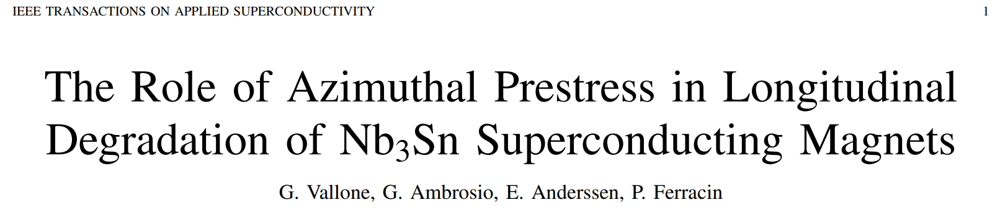 IEEE TRANSACTIONS ON APPLIED SUPERCONDUCTIVITY 1
The Role of Azimuthal Prestress in Longitudinal
Degradation of Nb₃Sn Superconducting Magnets
G. Vallone, G. Ambrosio, E. Anderssen, P. Ferracin